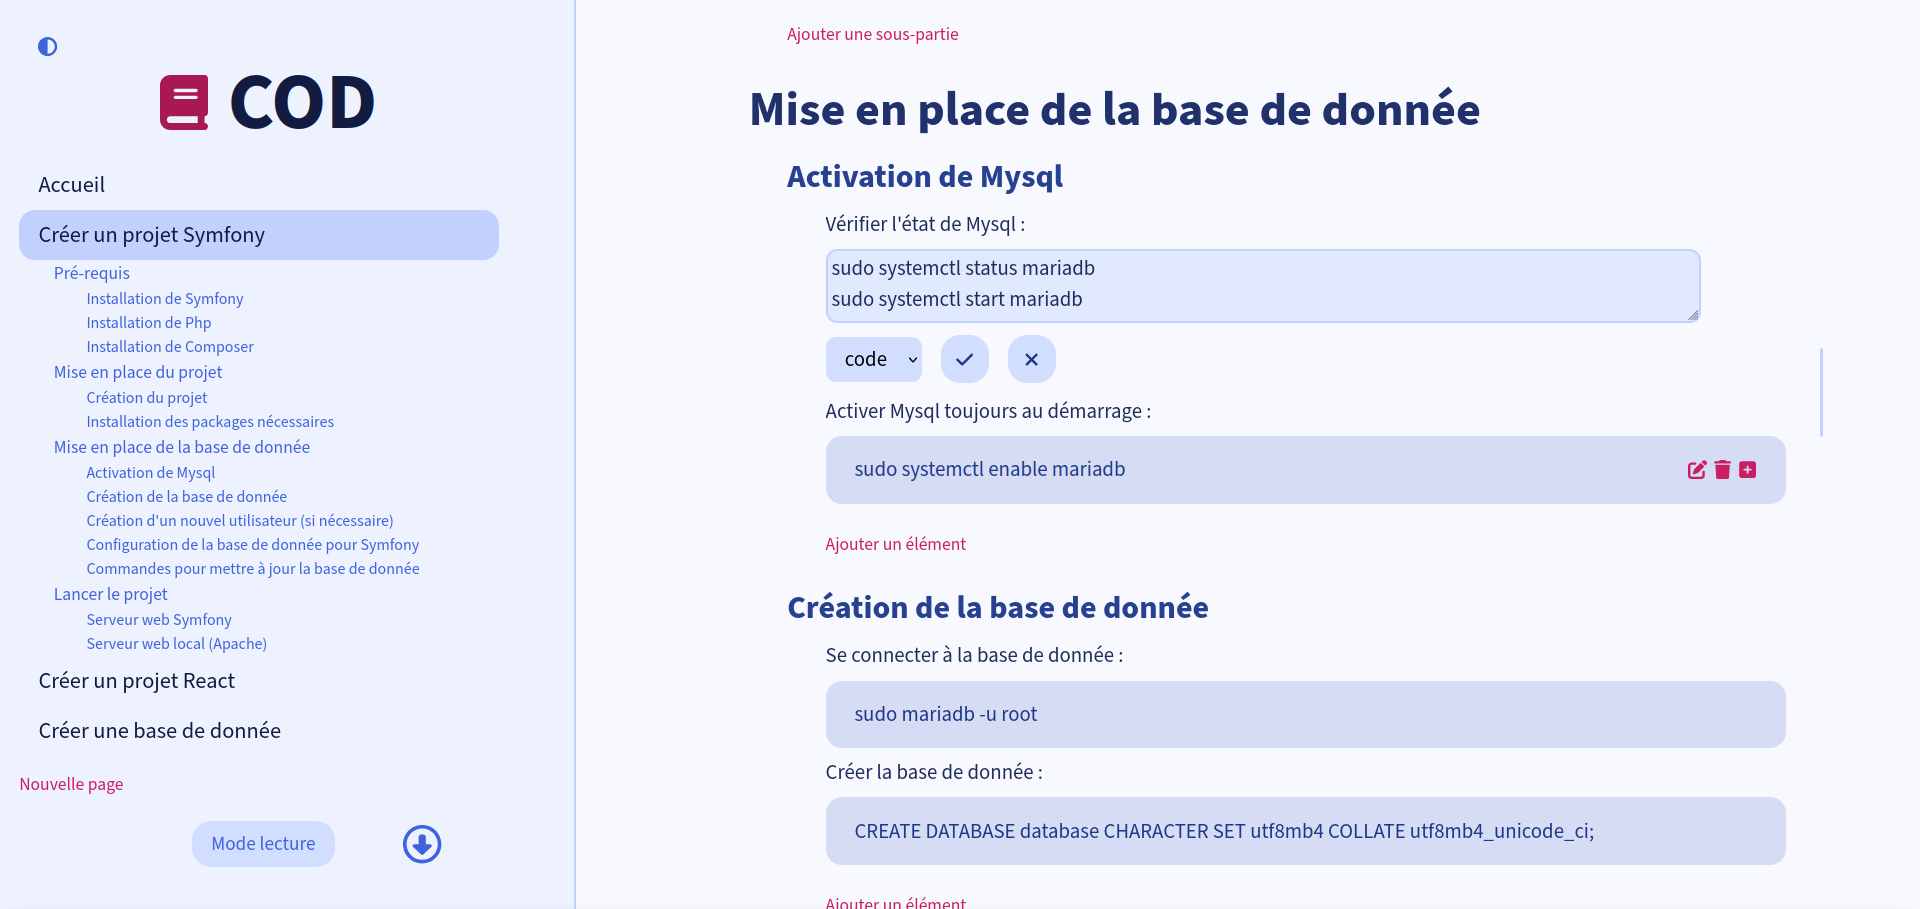 COD
Accueil
Créer un projet Symfony
Pré-requis
Installation de Symfony
Installation de Php
Installation de Composer
Mise en place du projet
Création du projet
Installation des packages nécessaires
Mise en place de la base de donnée
Activation de Mysql
Création de la base de donnée
Création d'un nouvel utilisateur (si nécessaire)
Configuration de la base de donnée pour Symfony
Commandes pour mettre à jour la base de donnée
Lancer le projet
Serveur web Symfony
Serveur web local (Apache)
Créer un projet React
Créer une base de donnée
Nouvelle page
Mode lecture
Ajouter une sous-partie
Mise en place de la base de donnée
Activation de Mysql
Vérifier l'état de Mysql :
sudo systemctl status mariadb
sudo systemctl start mariadb
code
Activer Mysql toujours au démarrage :
sudo systemctl enable mariadb
Ajouter un élément
Création de la base de donnée
Se connecter à la base de donnée :
sudo mariadb -u root
Créer la base de donnée :
CREATE DATABASE database CHARACTER SET utf8mb4 COLLATE utf8mb4_unicode_ci;
Ajouter un élément